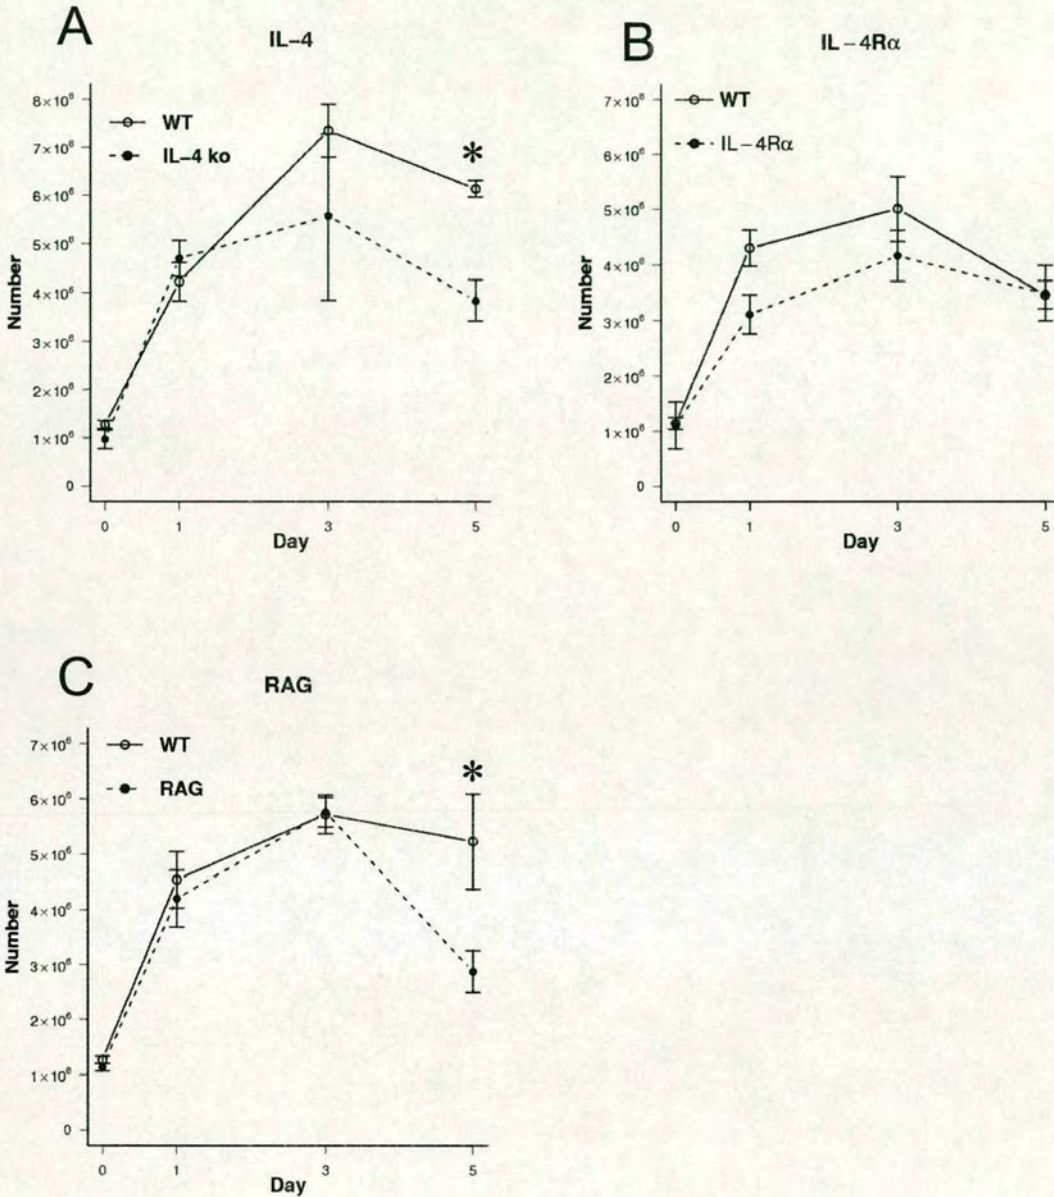 A
IL-4
8×10⁶
7×10⁶
6×10⁶
5×10⁶
4×10⁶
3×10⁶
2×10⁶
1×10⁶
0
Number
WT
IL-4 ko
*
0 1 3 5
Day
B
IL-4Rα
7×10⁶
6×10⁶
5×10⁶
4×10⁶
3×10⁶
2×10⁶
1×10⁶
0
Number
WT
IL-4Rα
0 1 3 5
Day
C
RAG
7×10⁶
6×10⁶
5×10⁶
4×10⁶
3×10⁶
2×10⁶
1×10⁶
0
Number
WT
RAG
*
0 1 3 5
Day